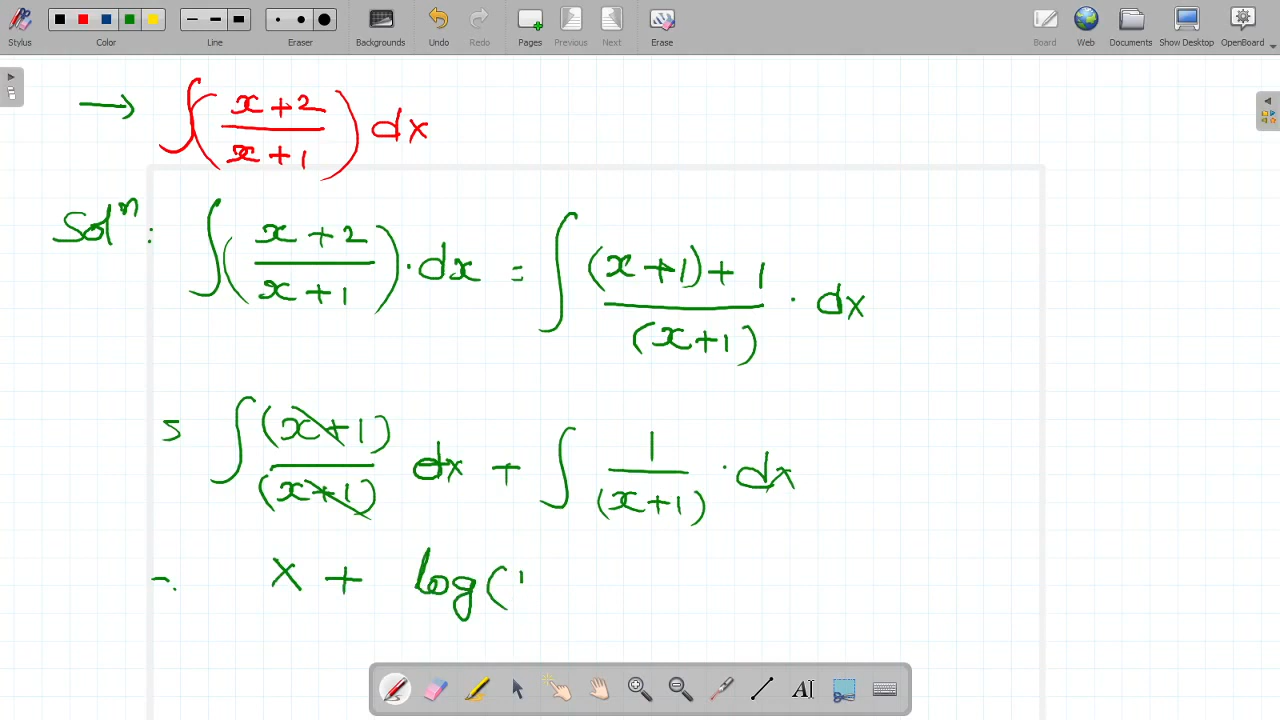 Stylus Color Line Eraser Backgrounds Undo Redo Pages Previous Next Erase Board Web Documents Show Desktop OpenBoard
→ ∫(x+2/x+1) dx
Solⁿ: ∫(x+2/x+1)·dx = ∫ (x+1)+1/(x+1) · dx
= ∫ (x+1)/(x+1) dx + ∫ 1/(x+1) · dx
x + log(